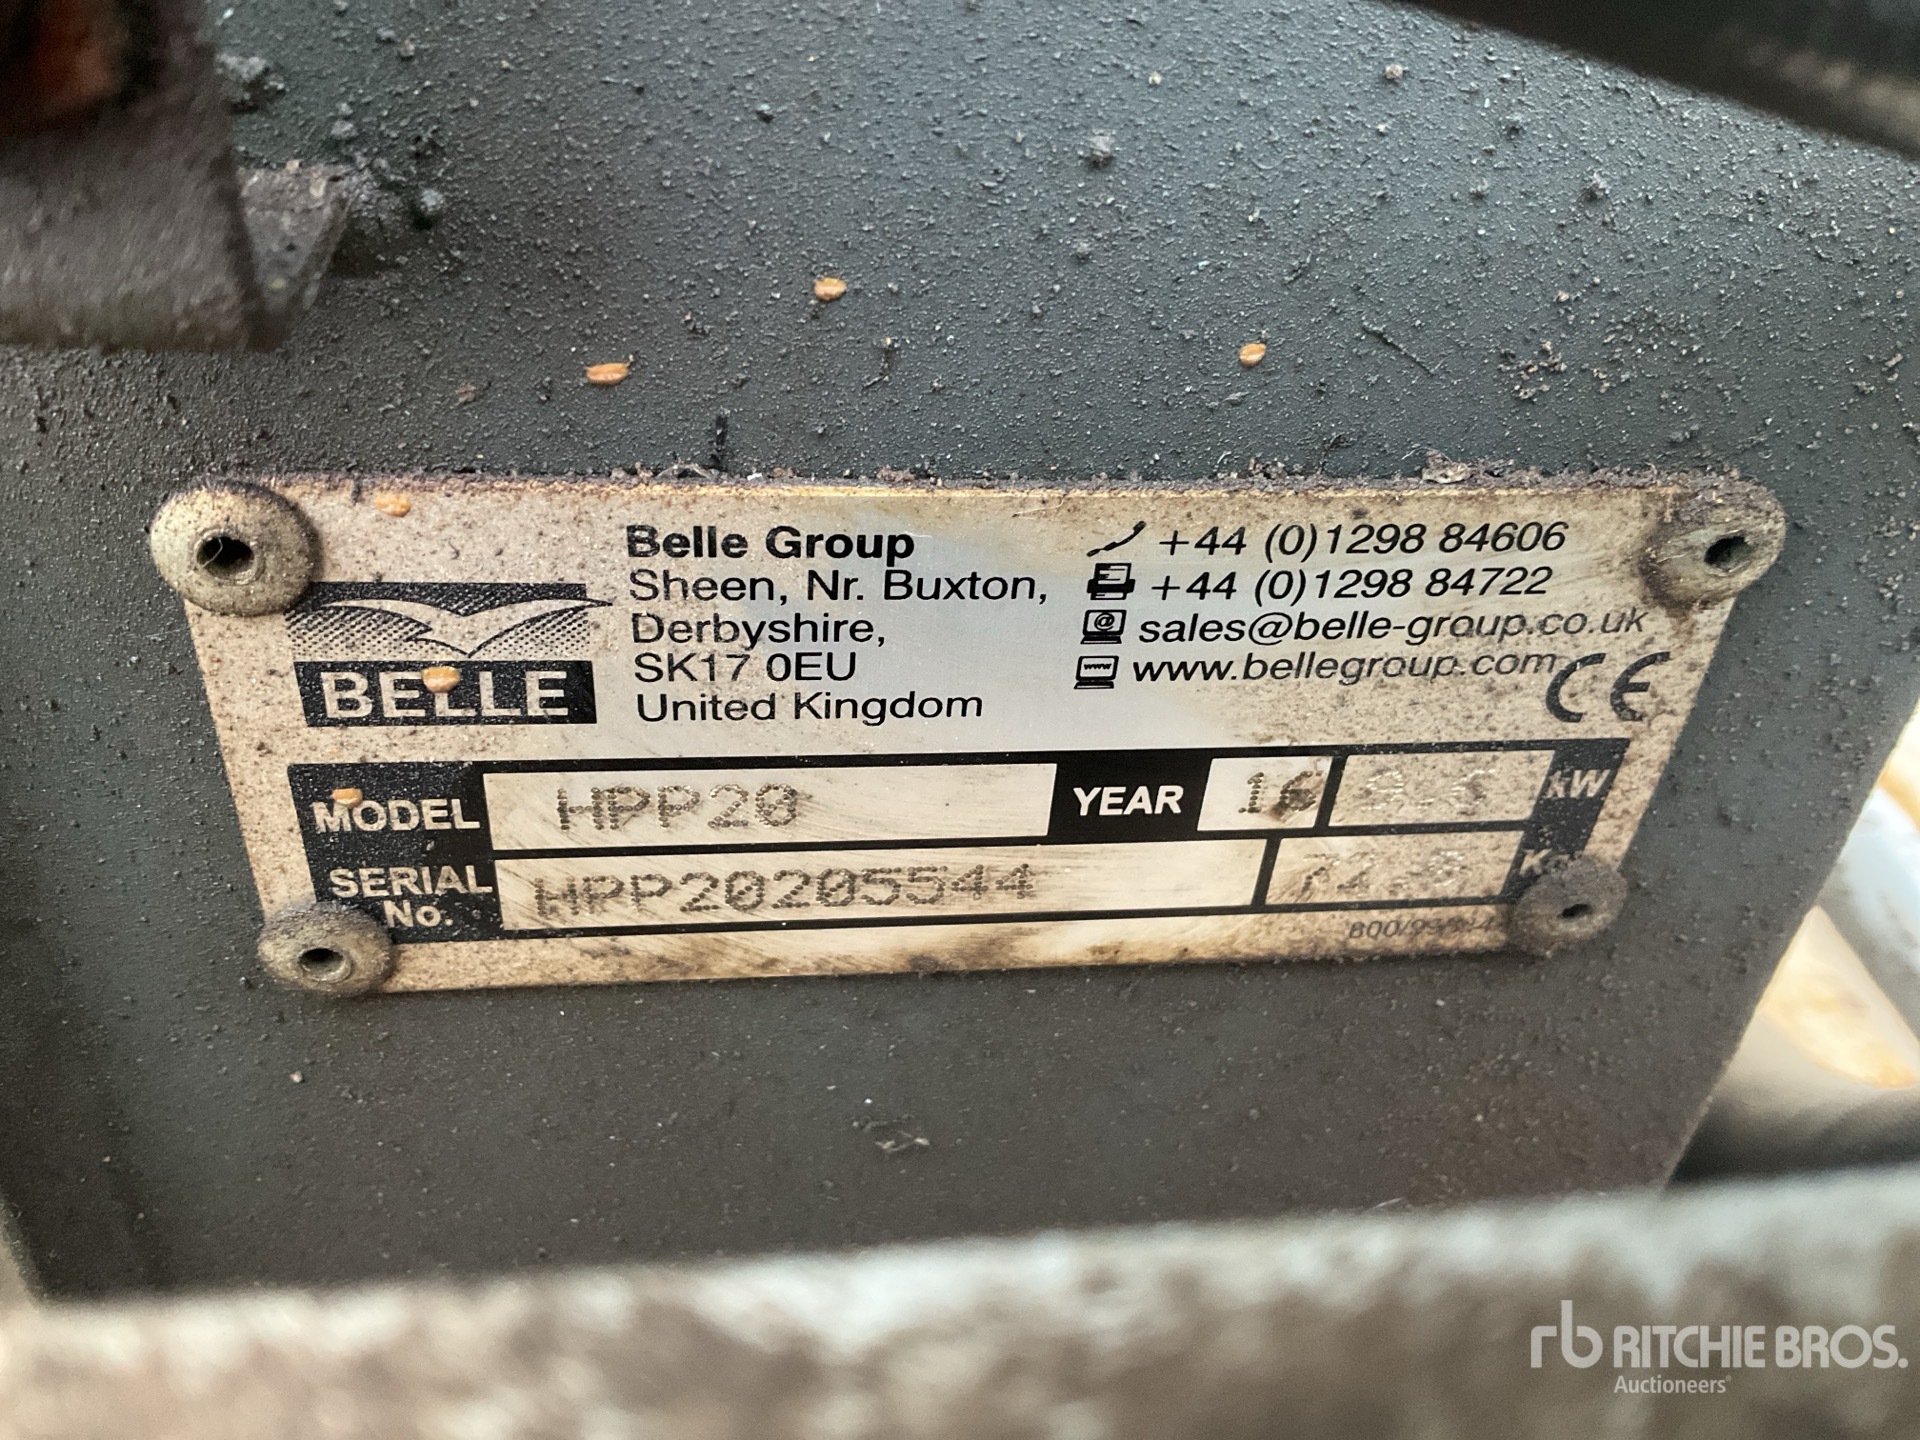 Belle Group
Sheen, Nr. Buxton,
Derbyshire,
SK17 0EU
United Kingdom
+44 (0)1298 84606
+44 (0)1298 84722
sales@belle-group.co.uk
www.bellegroup.com
CE
BELLE
MODEL HPP20 YEAR 16 kW
SERIAL No. HPP20205544
rb RITCHIE BROS.
Auctioneers